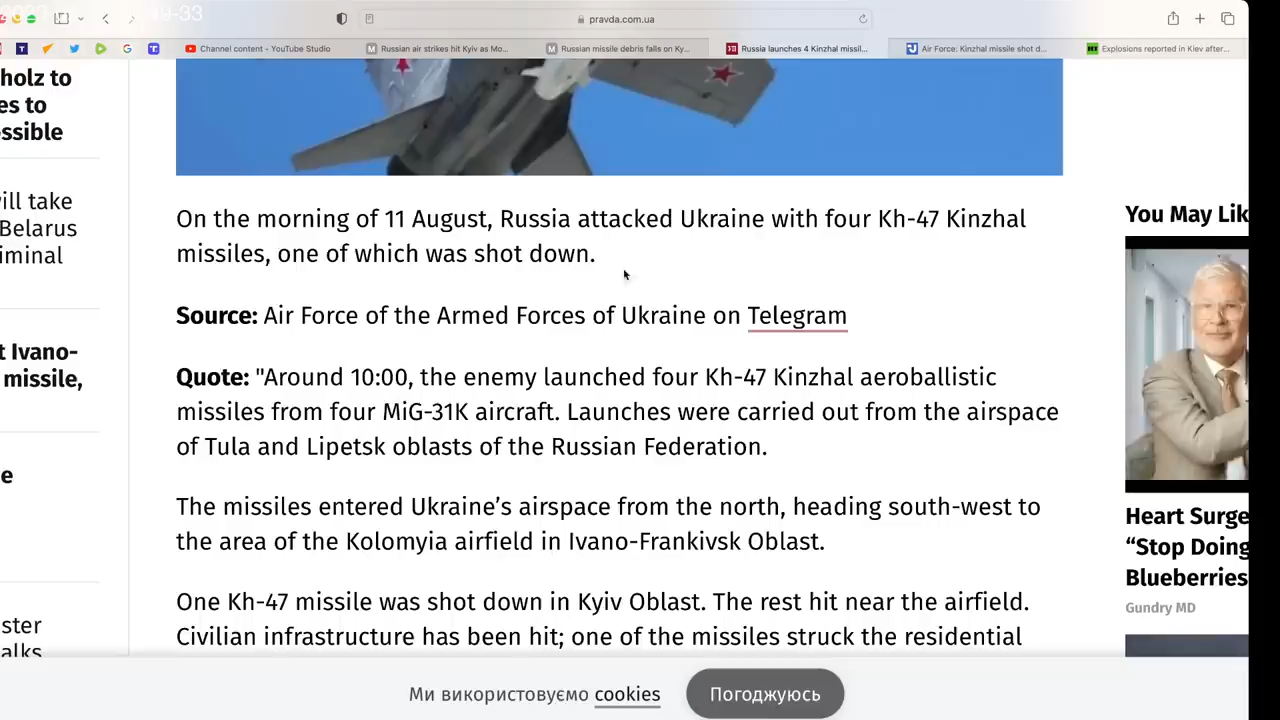 pravda.com.ua
Channel content - YouTube Studio
Russian air strikes hit Kyiv as Mo...
Russian missile debris falls on Ky...
Russia launches 4 Kinzhal missil...
Air Force: Kinzhal missile shot d...
Explosions reported in Kiev after...
holz to
es to
ssible
ill take
Belarus
iminal
t Ivano-
missile,
e
ster
alks
On the morning of 11 August, Russia attacked Ukraine with four Kh-47 Kinzhal
missiles, one of which was shot down.
Source: Air Force of the Armed Forces of Ukraine on Telegram
Quote: "Around 10:00, the enemy launched four Kh-47 Kinzhal aeroballistic
missiles from four MiG-31K aircraft. Launches were carried out from the airspace
of Tula and Lipetsk oblasts of the Russian Federation.
The missiles entered Ukraine’s airspace from the north, heading south-west to
the area of the Kolomyia airfield in Ivano-Frankivsk Oblast.
One Kh-47 missile was shot down in Kyiv Oblast. The rest hit near the airfield.
Civilian infrastructure has been hit; one of the missiles struck the residential
You May Lik
Heart Surge
“Stop Doing
Blueberries
Gundry MD
Ми використовуємо cookies
Погоджуюсь